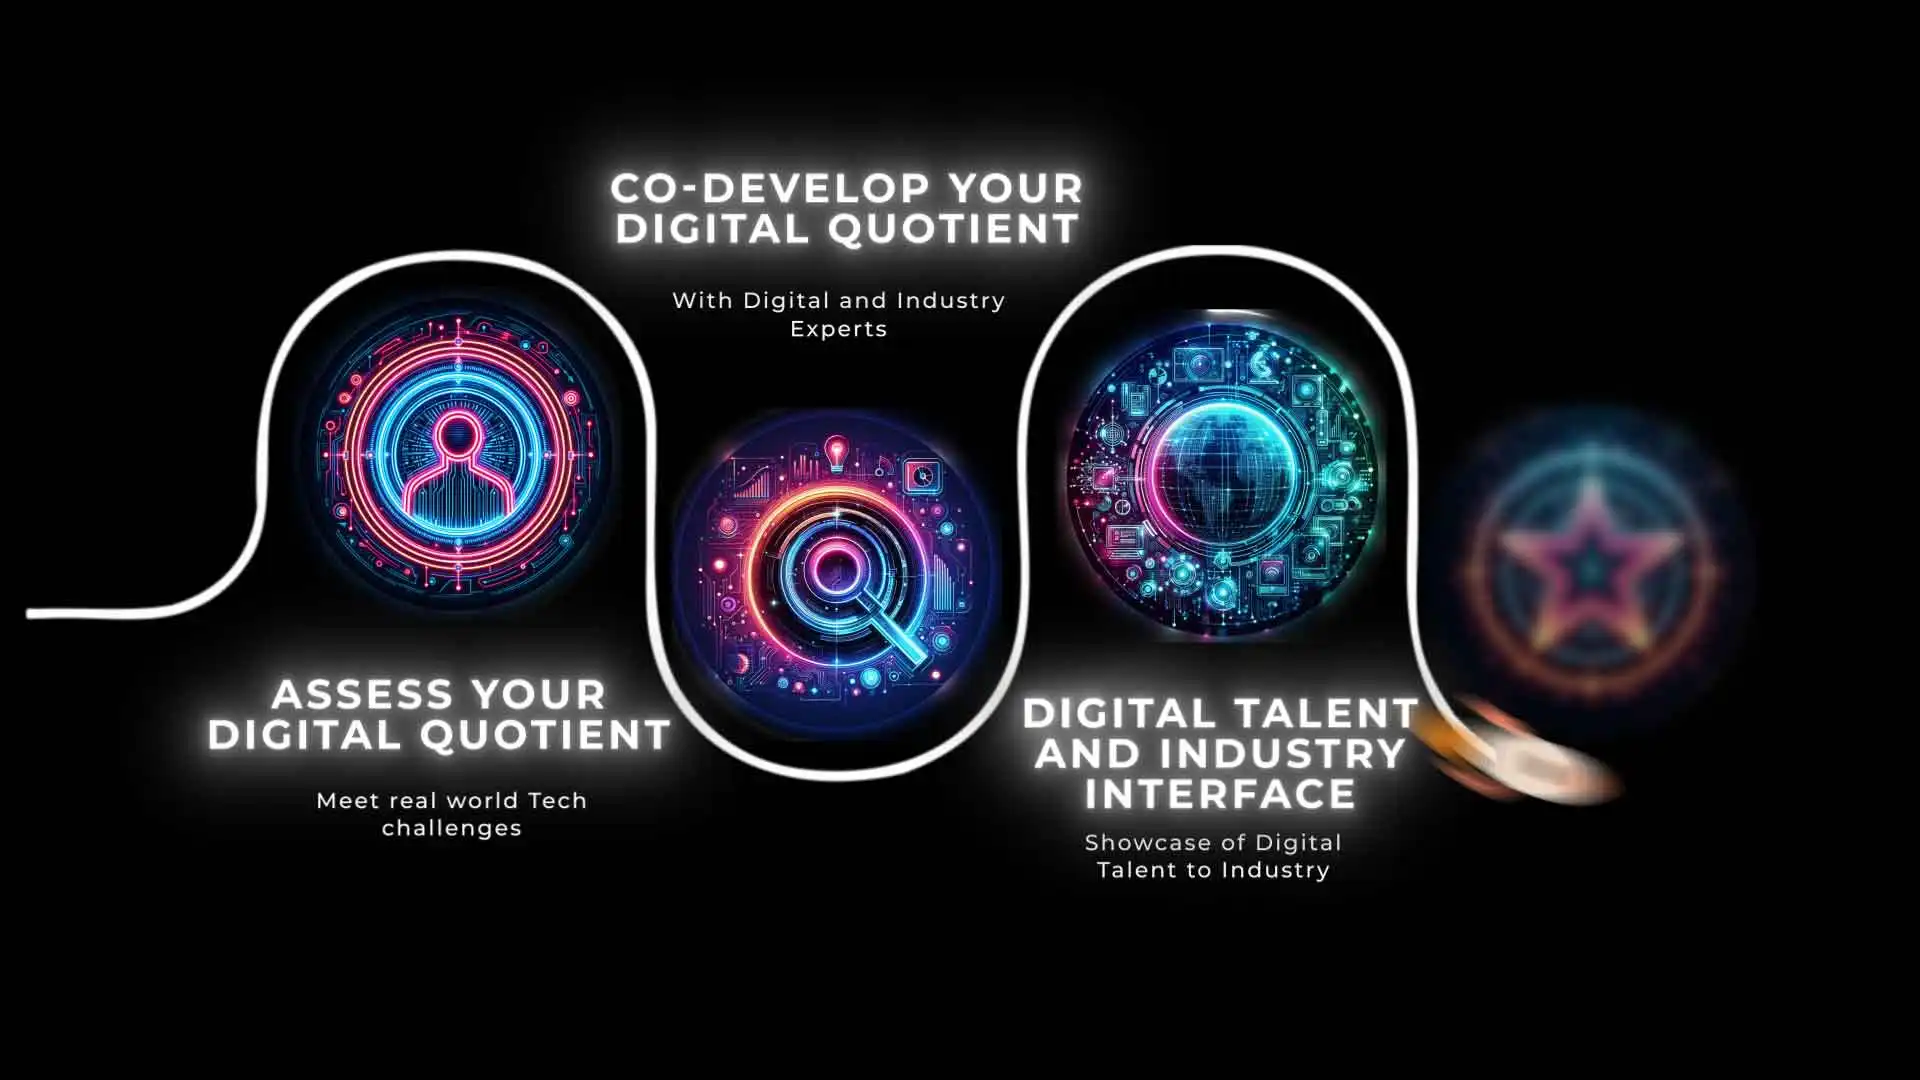 CO-DEVELOP YOUR
DIGITAL QUOTIENT
With Digital and Industry
Experts
ASSESS YOUR
DIGITAL QUOTIENT
Meet real world Tech
challenges
DIGITAL TALENT
AND INDUSTRY
INTERFACE
Showcase of Digital
Talent to Industry